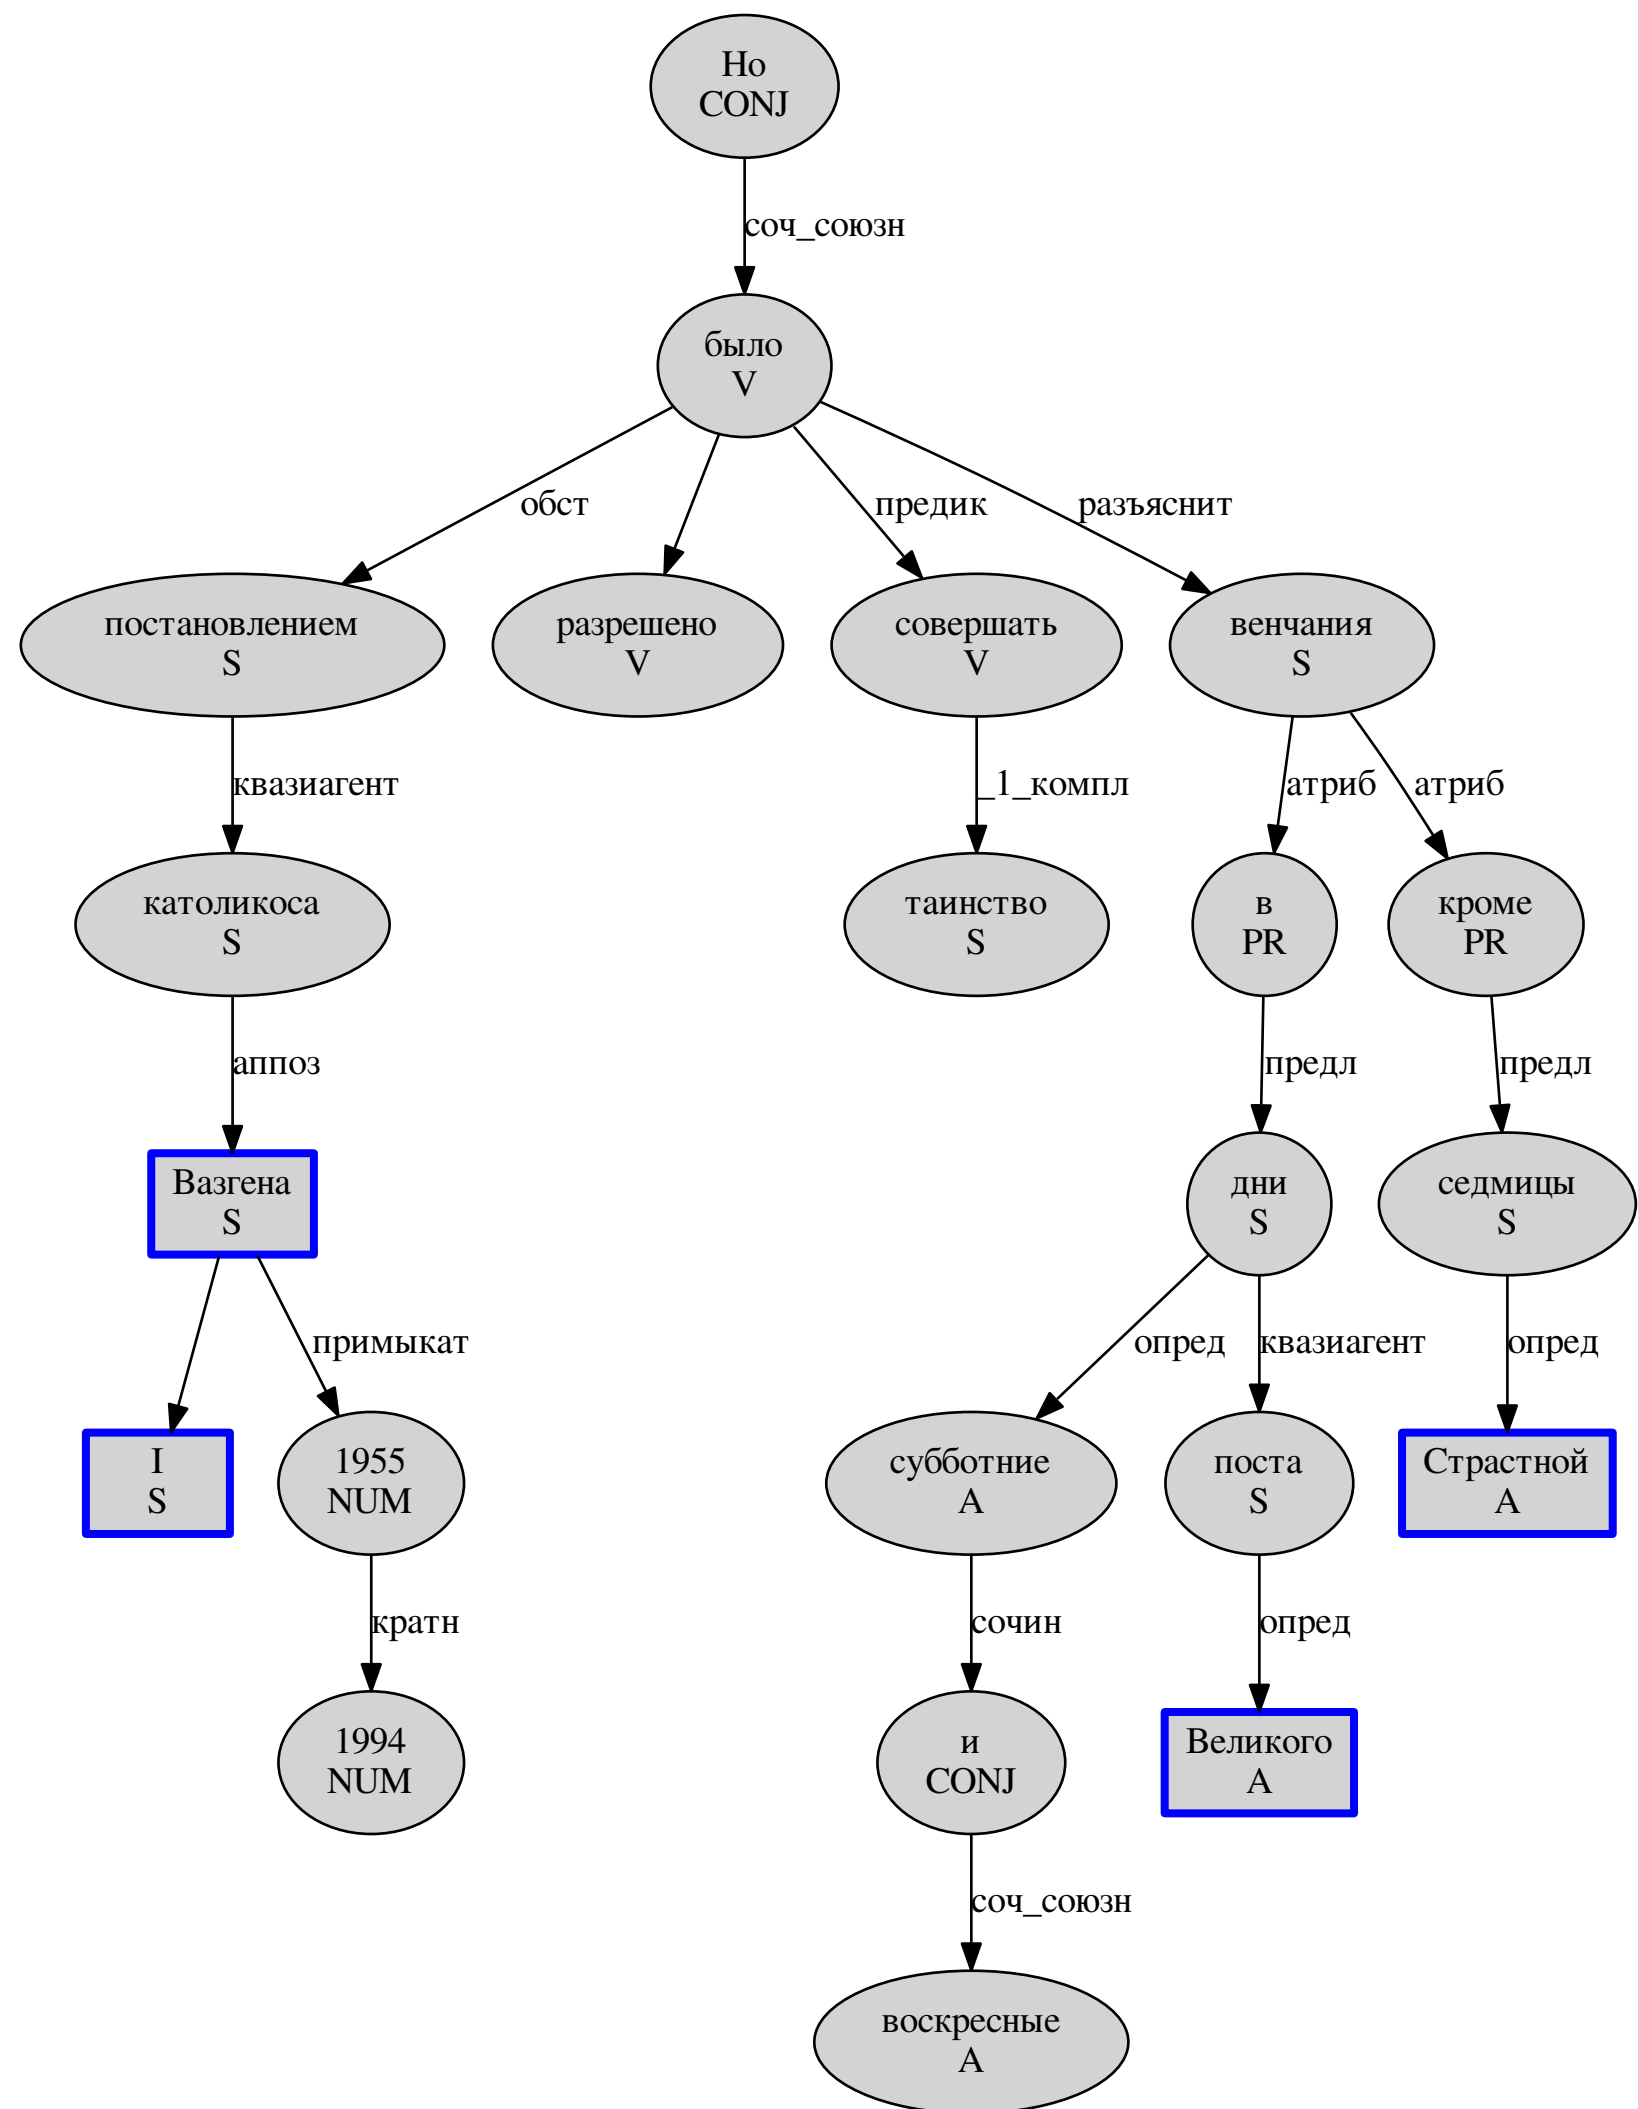 Но
CONJ
соч_союзн
было
V
обст
предик
разъяснит
постановлением
S
разрешено
V
совершать
V
венчания
S
квазиагент
_1_компл
атриб
атриб
католикоса
S
таинство
S
в
PR
кроме
PR
аппоз
предл
предл
Вазгена
S
дни
S
седмицы
S
примыкат
опред
квазиагент
опред
I
S
1955
NUM
субботние
A
поста
S
Страстной
A
кратн
сочин
опред
1994
NUM
и
CONJ
Великого
A
соч_союзн
воскресные
A